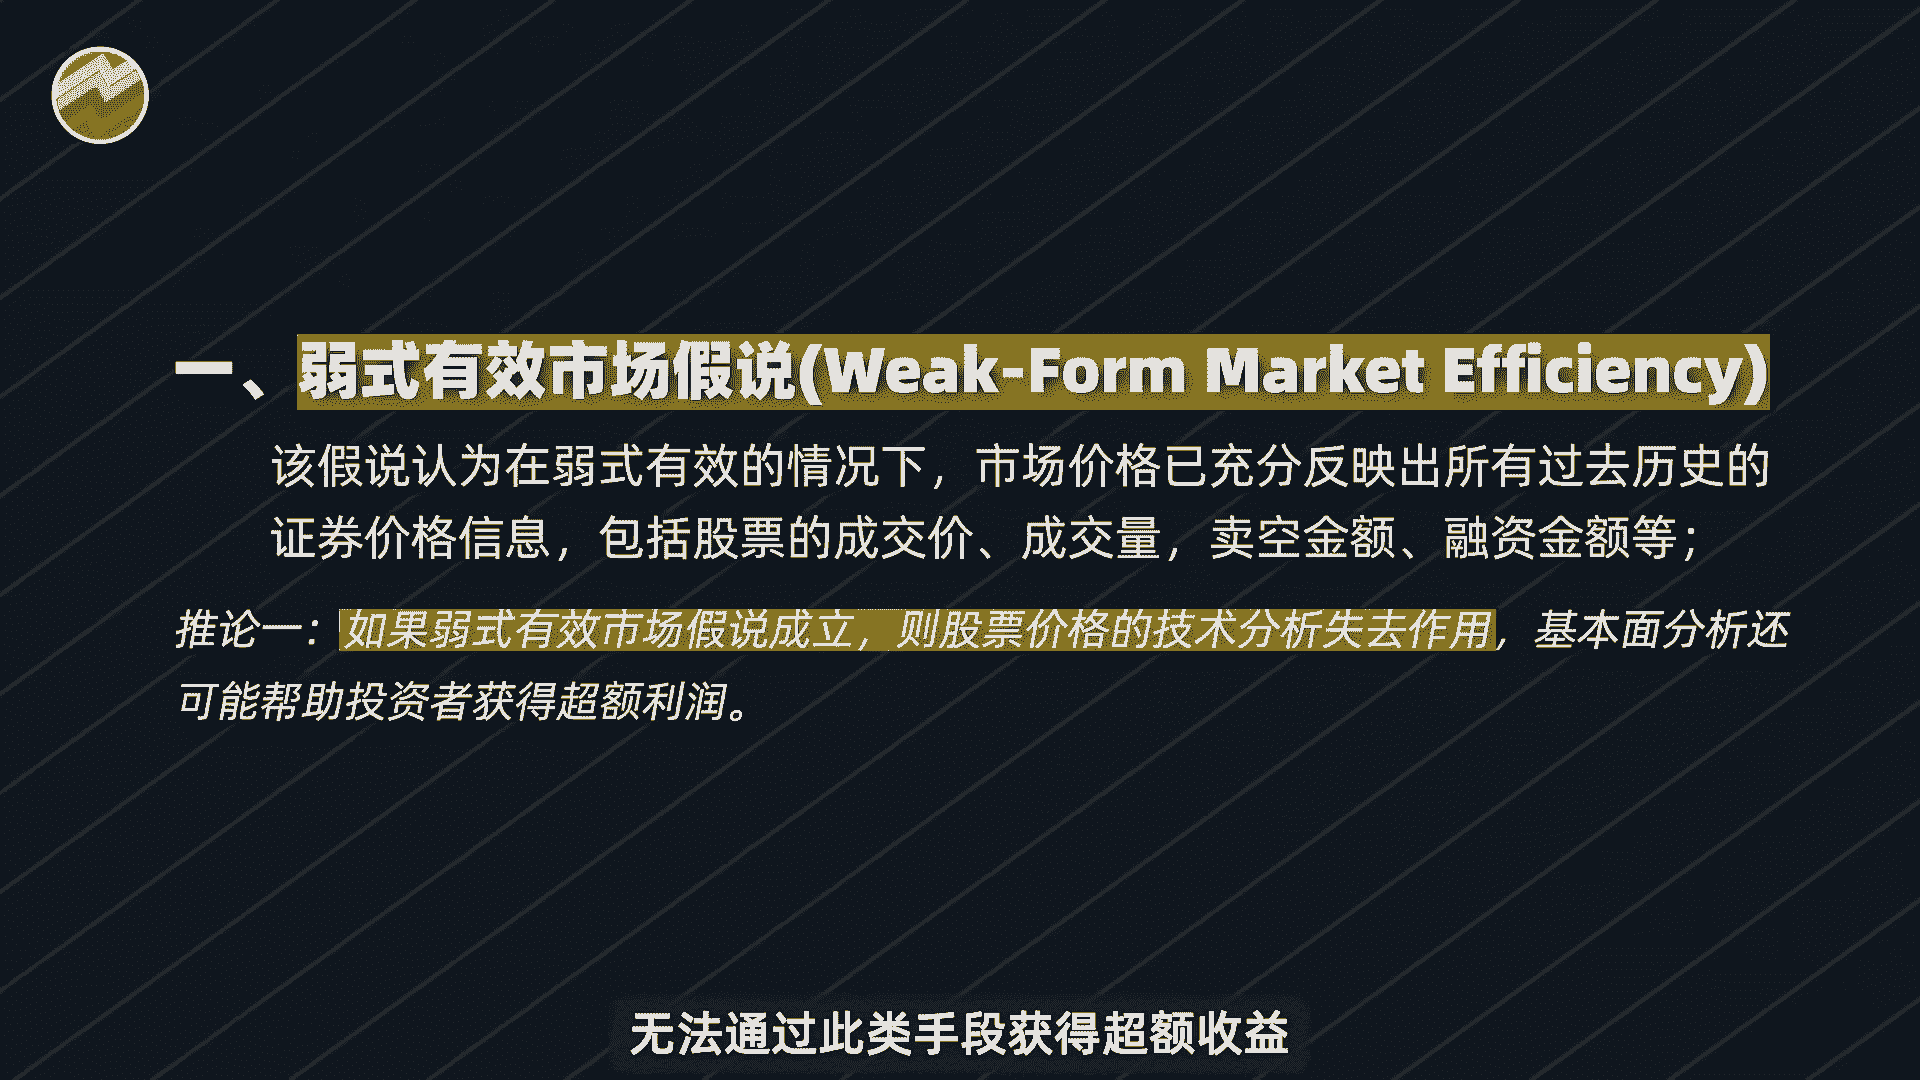 一、弱式有效市场假说(Weak-Form Market Efficiency)
该假说认为在弱式有效的情况下，市场价格已充分反映出所有过去历史的
证券价格信息，包括股票的成交价、成交量，卖空金额、融资金额等；
推论一：如果弱式有效市场假说成立，则股票价格的技术分析失去作用，基本面分析还
可能帮助投资者获得超额利润。
无法通过此类手段获得超额收益